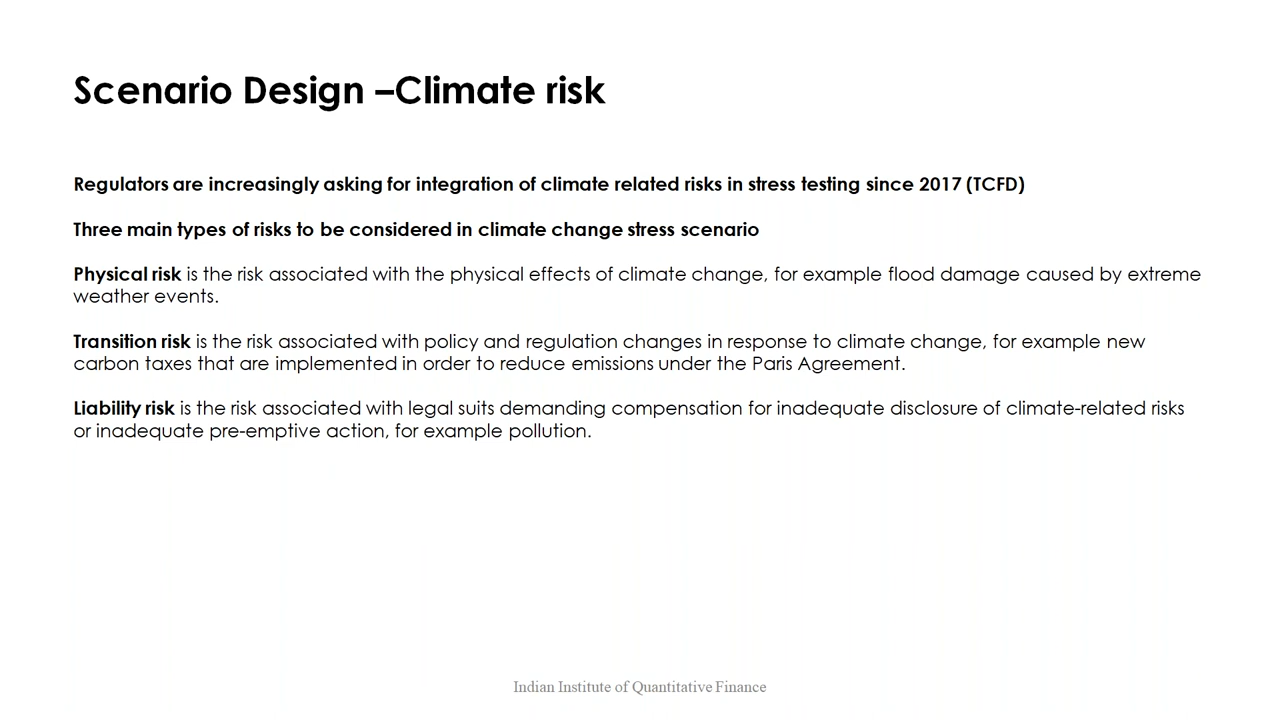 Scenario Design –Climate risk
Regulators are increasingly asking for integration of climate related risks in stress testing since 2017 (TCFD)
Three main types of risks to be considered in climate change stress scenario
Physical risk is the risk associated with the physical effects of climate change, for example flood damage caused by extreme
weather events.
Transition risk is the risk associated with policy and regulation changes in response to climate change, for example new
carbon taxes that are implemented in order to reduce emissions under the Paris Agreement.
Liability risk is the risk associated with legal suits demanding compensation for inadequate disclosure of climate-related risks
or inadequate pre-emptive action, for example pollution.
Indian Institute of Quantitative Finance